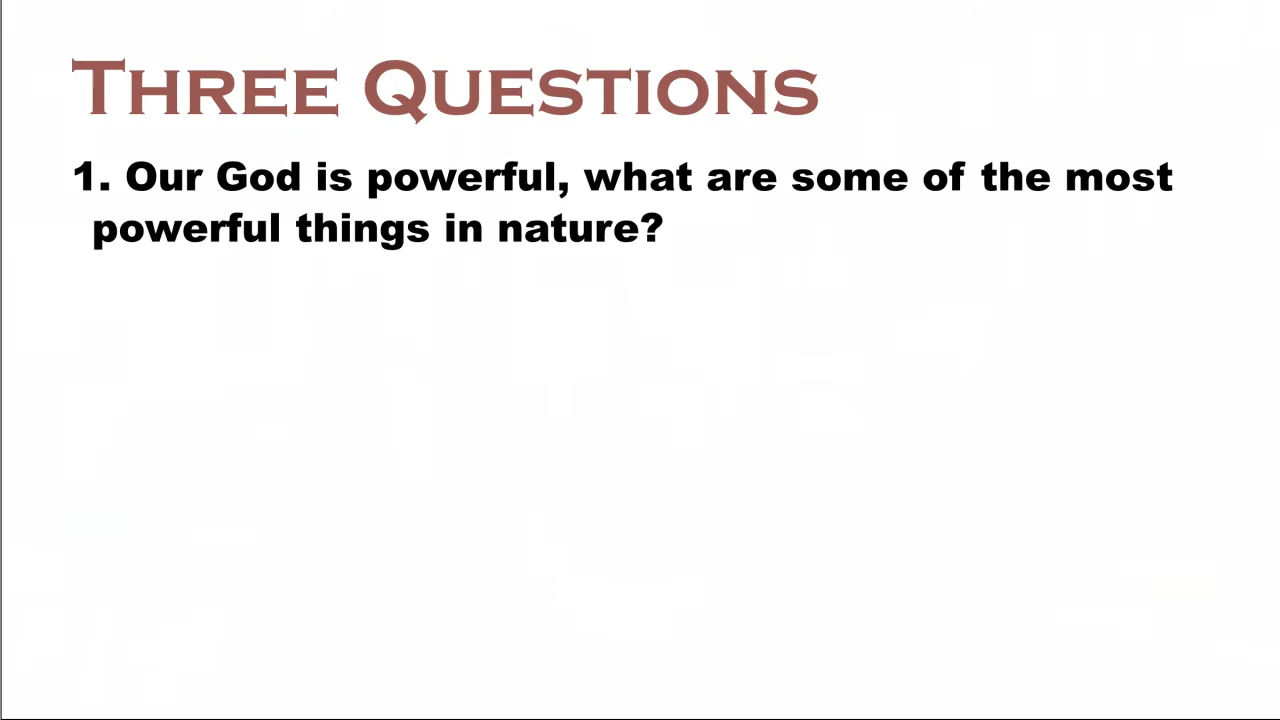 THREE QUESTIONS
1. Our God is powerful, what are some of the most
powerful things in nature?